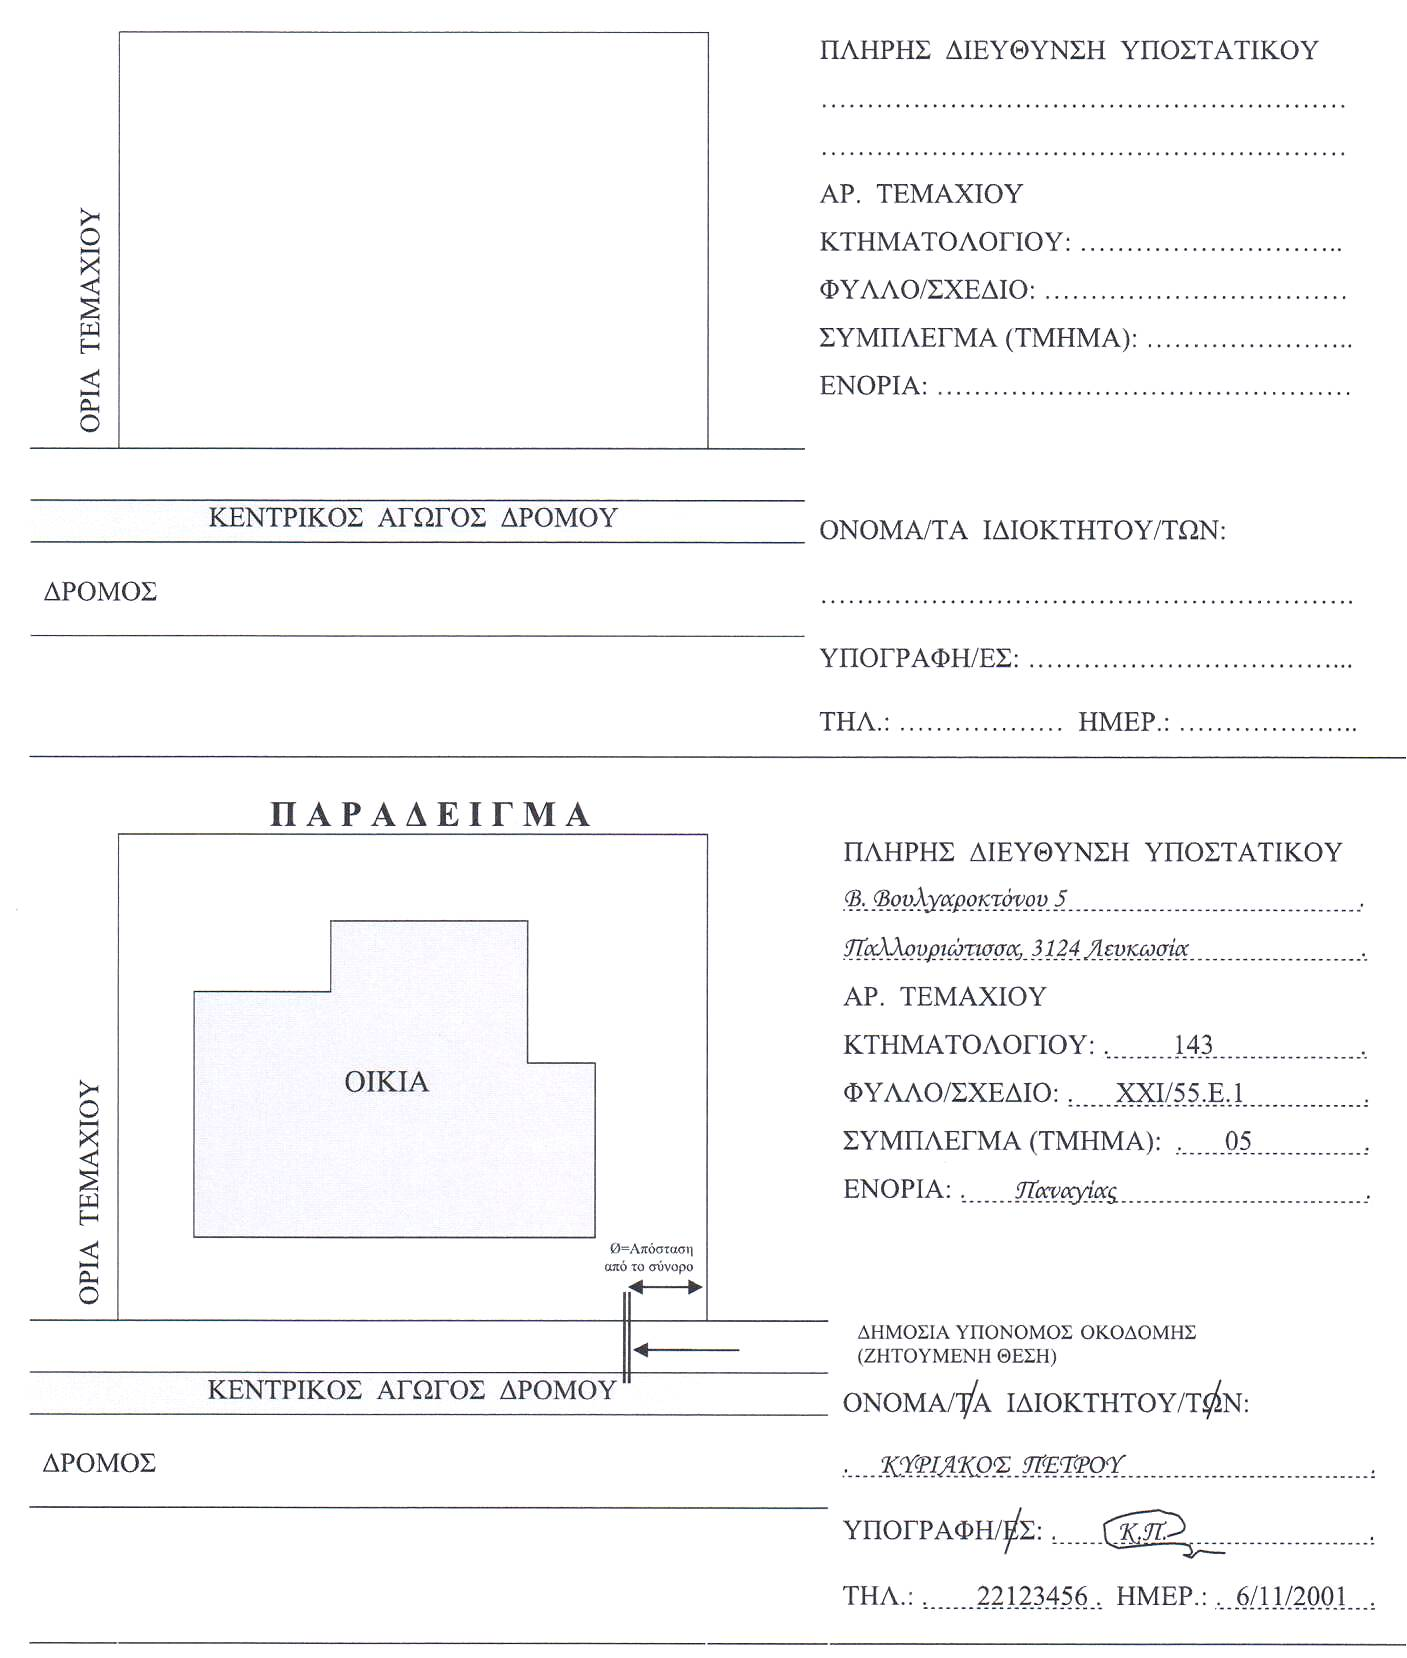 ΠΛΗΡΗΣ ΔΙΕΥΘΥΝΣΗ ΥΠΟΣΤΑΤΙΚΟΥ
ΑΡ. ΤΕΜΑΧΙΟΥ
ΚΤΗΜΑΤΟΛΟΓΙΟΥ: ............................
ΦΥΛΛΟ/ΣΧΕΔΙΟ: ................................
ΣΥΜΠΛΕΓΜΑ (ΤΜΗΜΑ): ......................
ΕΝΟΡΙΑ: ............................................
ΟΡΙΑ ΤΕΜΑΧΙΟΥ
ΚΕΝΤΡΙΚΟΣ ΑΓΩΓΟΣ ΔΡΟΜΟΥ
ΔΡΟΜΟΣ
ΟΝΟΜΑ/ΤΑ ΙΔΙΟΚΤΗΤΟΥ/ΤΩΝ:
ΥΠΟΓΡΑΦΗ/ΕΣ: ...................................
ΤΗΛ.: .................. ΗΜΕΡ.: ....................
ΠΑΡΑΔΕΙΓΜΑ
ΠΛΗΡΗΣ ΔΙΕΥΘΥΝΣΗ ΥΠΟΣΤΑΤΙΚΟΥ
Β. Βουλγαροκτόνου 5
Παλλουριώτισσα, 3124 Λευκωσία
ΑΡ. ΤΕΜΑΧΙΟΥ
ΚΤΗΜΑΤΟΛΟΓΙΟΥ: 143
ΦΥΛΛΟ/ΣΧΕΔΙΟ: XXI/55.E.1
ΣΥΜΠΛΕΓΜΑ (ΤΜΗΜΑ): 05
ΕΝΟΡΙΑ: Παναγίας
ΟΙΚΙΑ
ΟΡΙΑ ΤΕΜΑΧΙΟΥ
Ø=Απόσταση
από το σύνορο
ΚΕΝΤΡΙΚΟΣ ΑΓΩΓΟΣ ΔΡΟΜΟΥ
ΔΡΟΜΟΣ
ΔΗΜΟΣΙΑ ΥΠΟΝΟΜΟΣ ΟΚΟΔΟΜΗΣ
(ΖΗΤΟΥΜΕΝΗ ΘΕΣΗ)
ΟΝΟΜΑ/ΤΑ ΙΔΙΟΚΤΗΤΟΥ/ΤΩΝ:
ΚΥΡΙΑΚΟΣ ΠΕΤΡΟΥ
ΥΠΟΓΡΑΦΗ/ΕΣ: Κ.Π.
ΤΗΛ.: 22123456 ΗΜΕΡ.: 6/11/2001